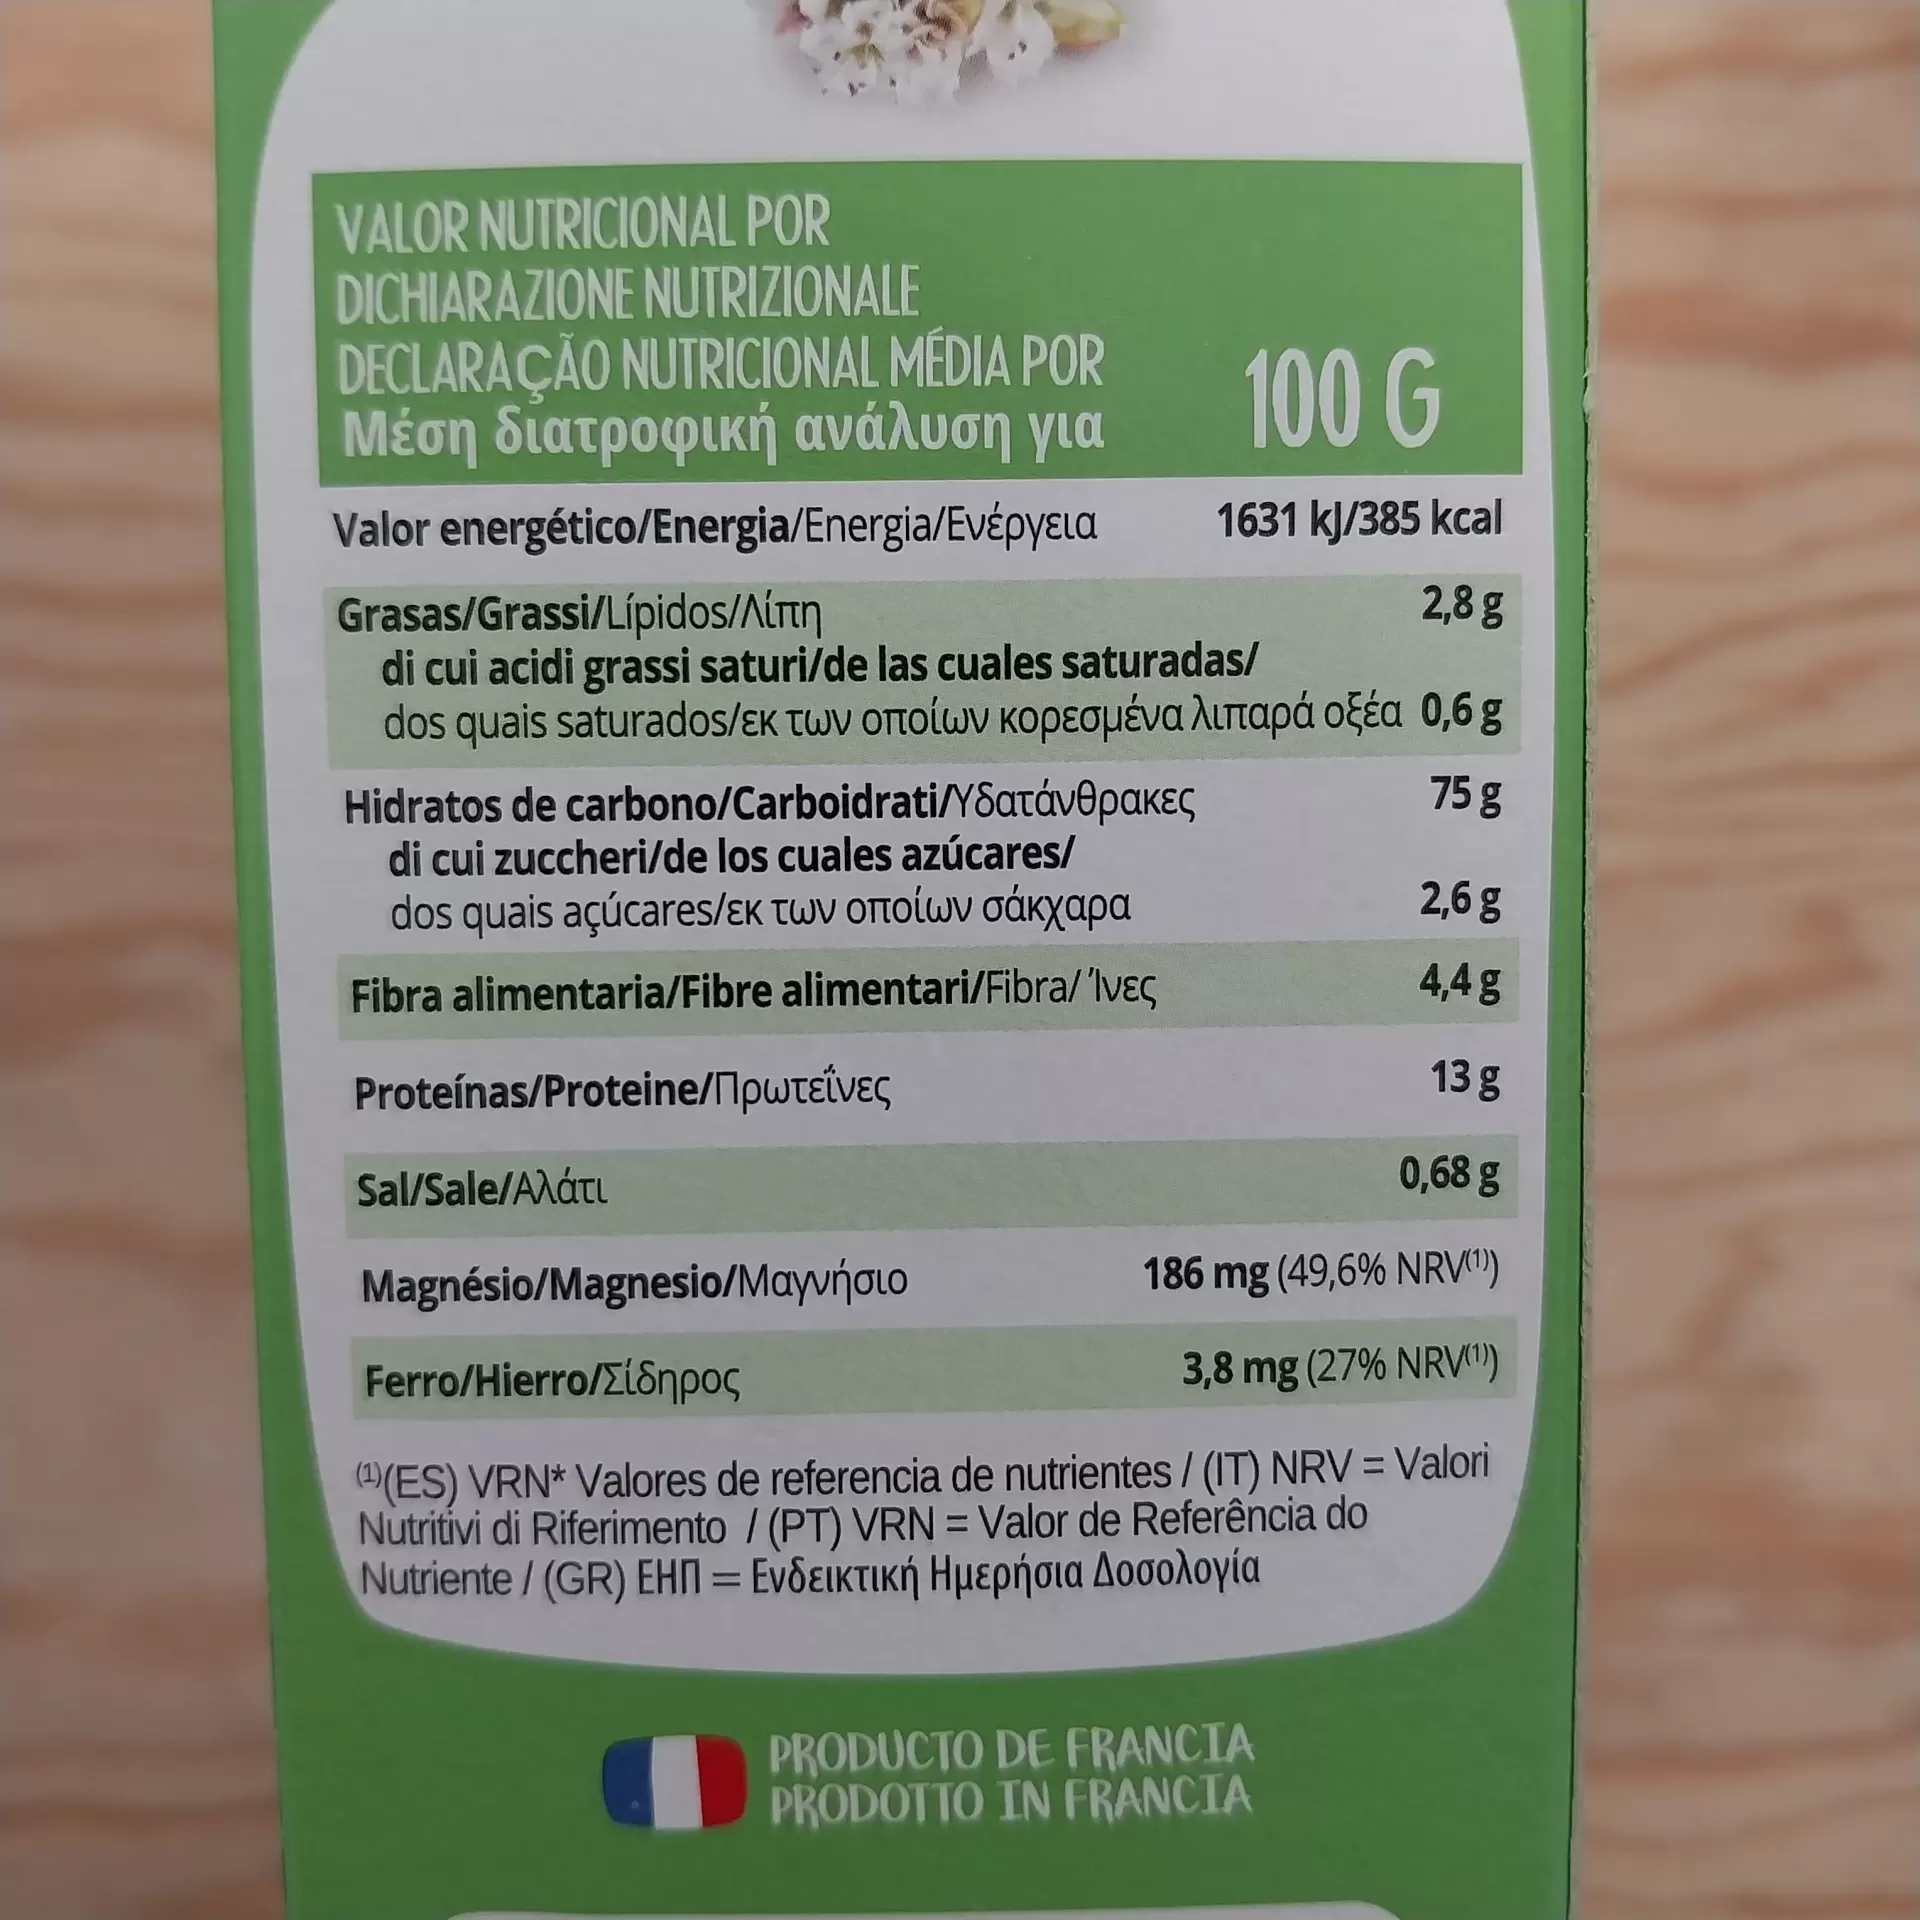 VALOR NUTRICIONAL POR
DICHIARAZIONE NUTRIZIONALE
DECLARAÇÃO NUTRICIONAL MÉDIA POR
Μέση διατροφική ανάλυση για
100 G
Valor energético/Energia/Energia/Ενέργεια 1631 kJ/385 kcal
Grasas/Grassi/Lípidos/Λίπη 2,8 g
di cui acidi grassi saturi/de las cuales saturadas/
dos quais saturados/εκ των οποίων κορεσμένα λιπαρά οξέα 0,6 g
Hidratos de carbono/Carboidrati/Υδατάνθρακες 75 g
di cui zuccheri/de los cuales azúcares/
dos quais açúcares/εκ των οποίων σάκχαρα 2,6 g
Fibra alimentaria/Fibre alimentari/Fibra/Ίνες 4,4 g
Proteínas/Proteine/Πρωτεΐνες 13 g
Sal/Sale/Αλάτι 0,68 g
Magnésio/Magnesio/Μαγνήσιο 186 mg (49,6% NRV⁽¹⁾)
Ferro/Hierro/Σίδηρος 3,8 mg (27% NRV⁽¹⁾)
⁽¹⁾(ES) VRN* Valores de referencia de nutrientes / (IT) NRV = Valori
Nutritivi di Riferimento / (PT) VRN = Valor de Referência do
Nutriente / (GR) ΕΗΠ = Ενδεικτική Ημερήσια Δοσολογία
PRODUCTO DE FRANCIA
PRODOTTO IN FRANCIA